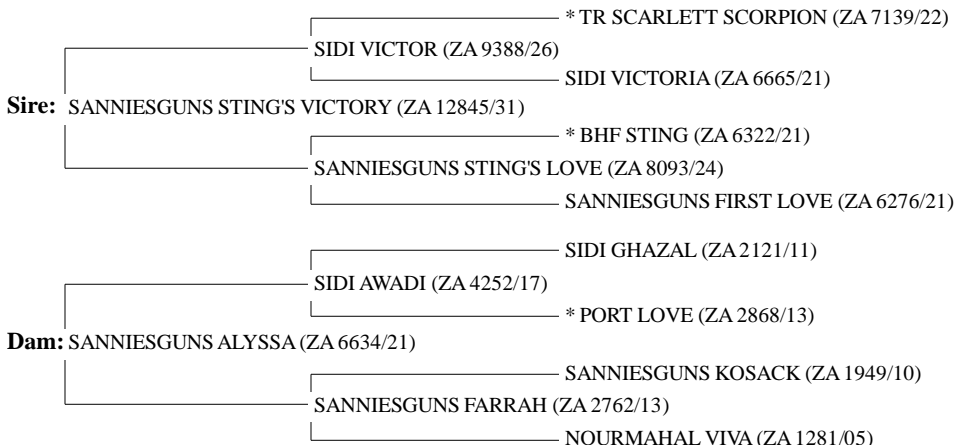 * TR SCARLETT SCORPION (ZA 7139/22)
SIDI VICTOR (ZA 9388/26)
SIDI VICTORIA (ZA 6665/21)
Sire: SANNIESGUNS STING'S VICTORY (ZA 12845/31)
* BHF STING (ZA 6322/21)
SANNIESGUNS STING'S LOVE (ZA 8093/24)
SANNIESGUNS FIRST LOVE (ZA 6276/21)
SIDI GHAZAL (ZA 2121/11)
SIDI AWADI (ZA 4252/17)
* PORT LOVE (ZA 2868/13)
Dam: SANNIESGUNS ALYSSA (ZA 6634/21)
SANNIESGUNS KOSACK (ZA 1949/10)
SANNIESGUNS FARRAH (ZA 2762/13)
NOURMAHAL VIVA (ZA 1281/05)